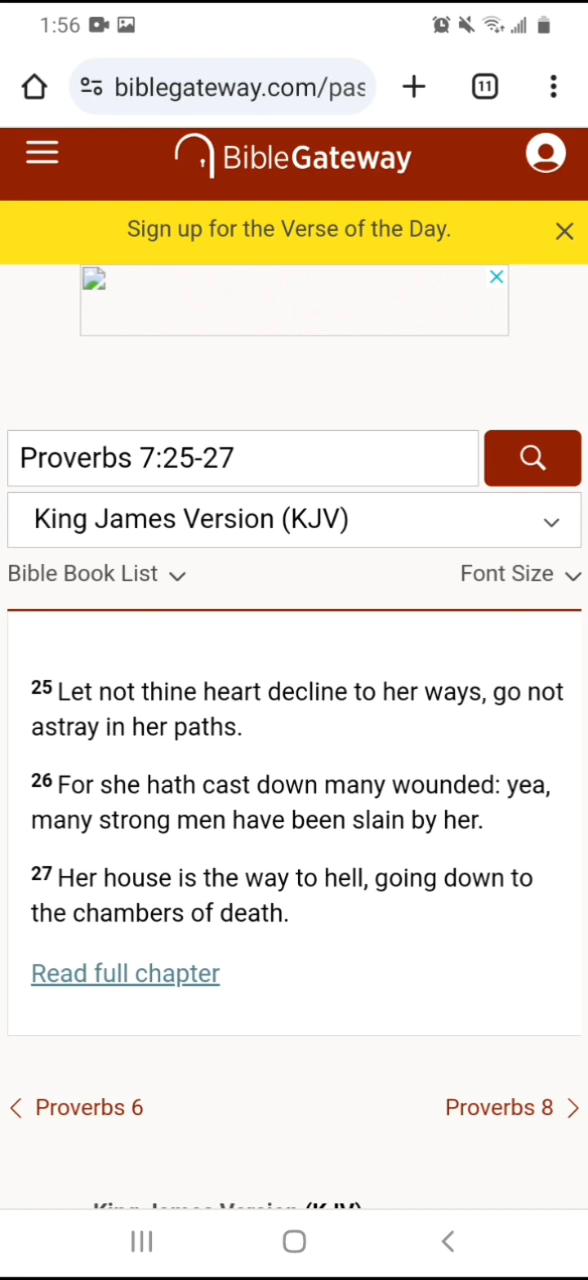 1:56
biblegateway.com/pas
11
BibleGateway
Sign up for the Verse of the Day.
Proverbs 7:25-27
King James Version (KJV)
Bible Book List
Font Size
25 Let not thine heart decline to her ways, go not
astray in her paths.
26 For she hath cast down many wounded: yea,
many strong men have been slain by her.
27 Her house is the way to hell, going down to
the chambers of death.
Read full chapter
Proverbs 6
Proverbs 8
King James Version (KJV)